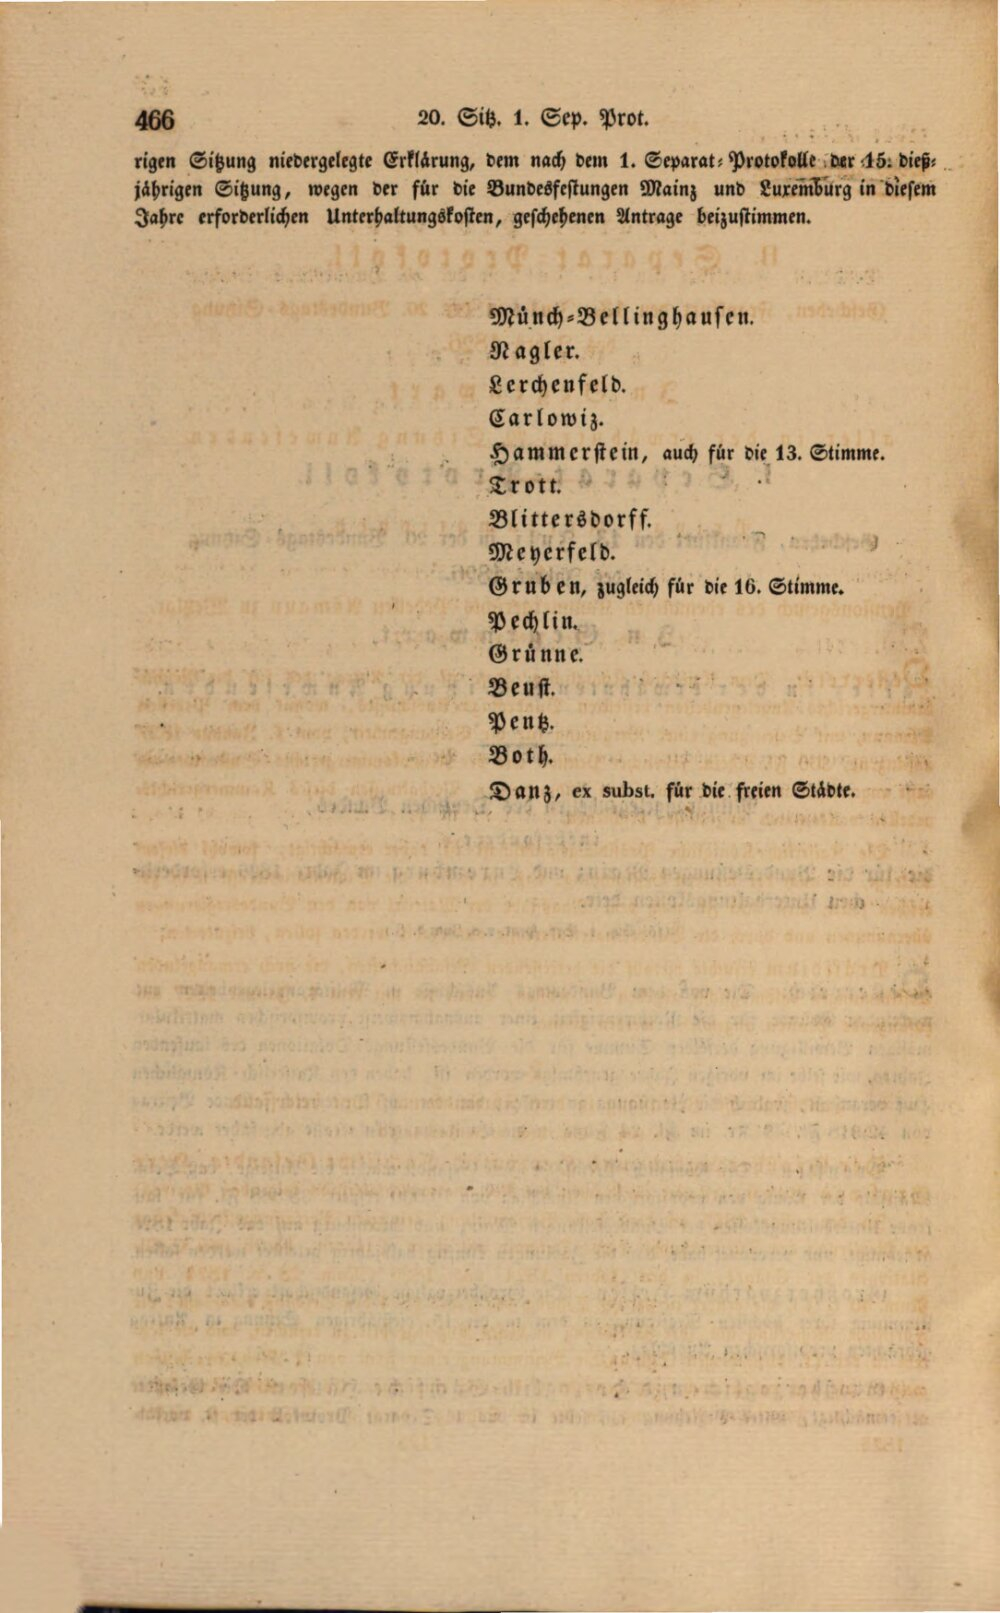 466
20. Sitz. 1. Sep. Prot.
rigen Sitzung niedergelegte Erklärung, dem nach dem 1. Separat-Protokolle der 15. dieß-
jährigen Sitzung, wegen der für die Bundesfestungen Mainz und Luxemburg in diesem
Jahre erforderlichen Unterhaltungskosten, geschehenen Antrage beizustimmen.
Münch-Bellinghausen.
Nagler.
Lerchenfeld.
Carlowiz.
Hammerstein, auch für die 13. Stimme.
Trott.
Blittersdorff.
Meyerfeld.
Gruben, zugleich für die 16. Stimme.
Pechlin.
Grünne.
Beust.
Pentz.
Both.
Danz, ex subst. für die freien Städte.